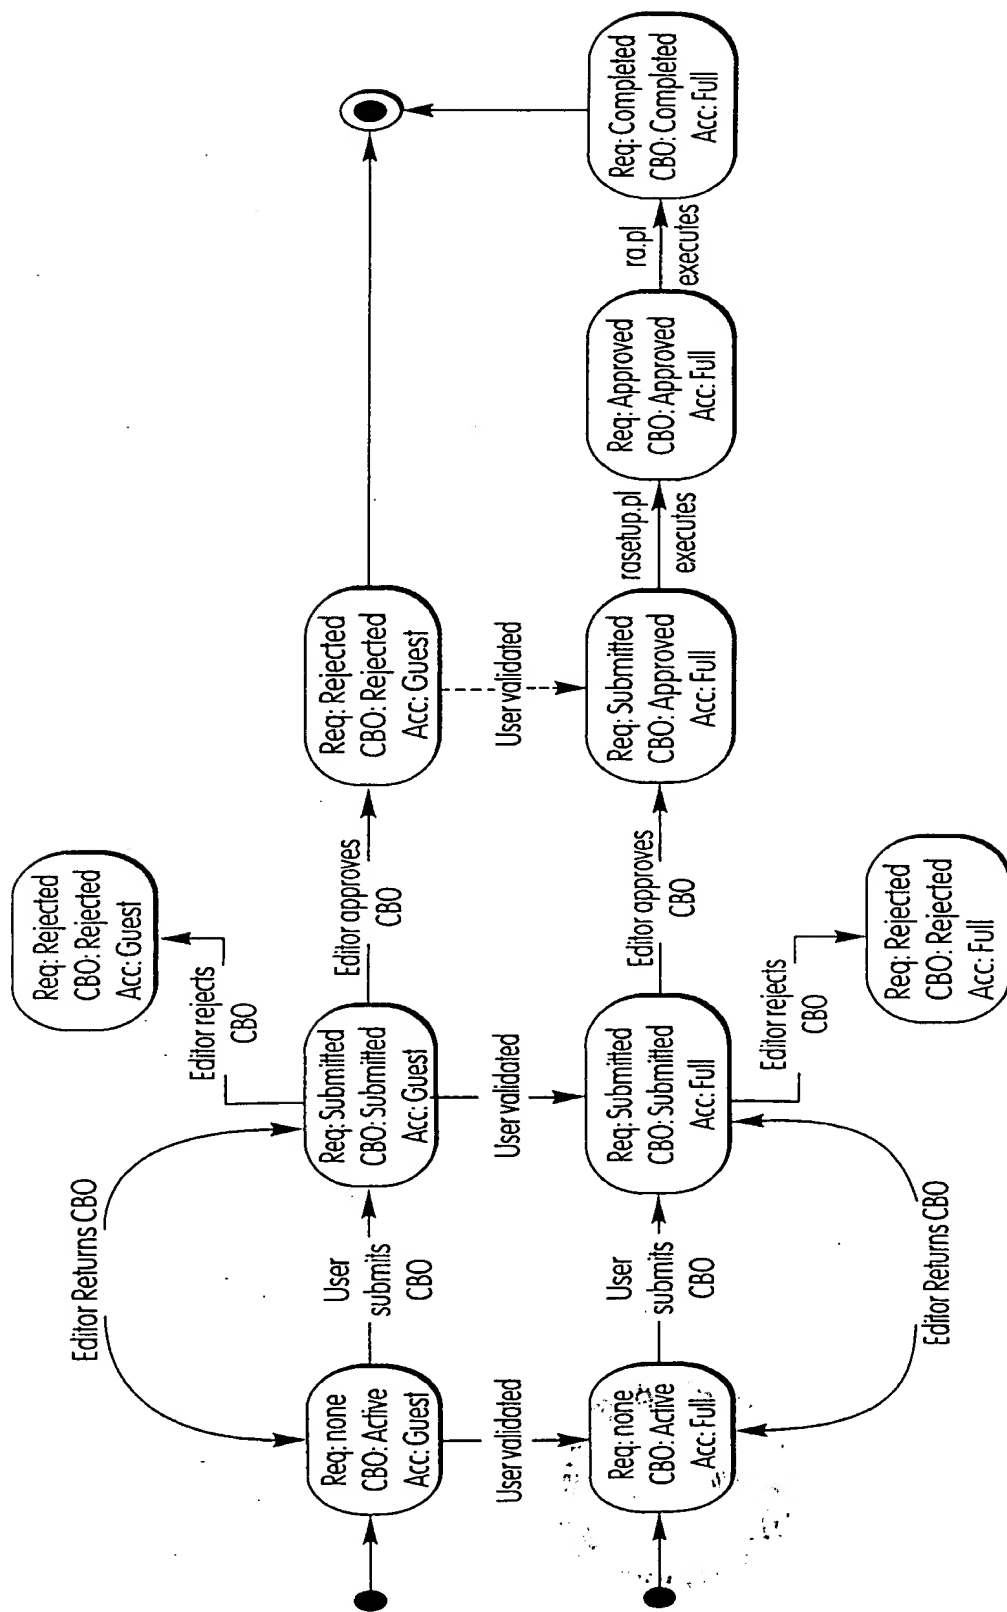 Req: Rejected
CBO: Rejected
Acc: Guest
Editor rejects
CBO
Editor Returns CBO
Req: none
CBO: Active
Acc: Guest
User
submits
CBO
Req: Submitted
CBO: Submitted
Acc: Guest
Editor approves
CBO
Req: Rejected
CBO: Rejected
Acc: Guest
User validated
User validated
User validated
Req: none
CBO: Active
Acc: Full
User
submits
CBO
Req: Submitted
CBO: Submitted
Acc: Full
Editor approves
CBO
Req: Submitted
CBO: Approved
Acc: Full
rasetup.pl
executes
Req: Approved
CBO: Approved
Acc: Full
ra.pl
executes
Req: Completed
CBO: Completed
Acc: Full
Editor Returns CBO
Editor rejects
CBO
Req: Rejected
CBO: Rejected
Acc: Full